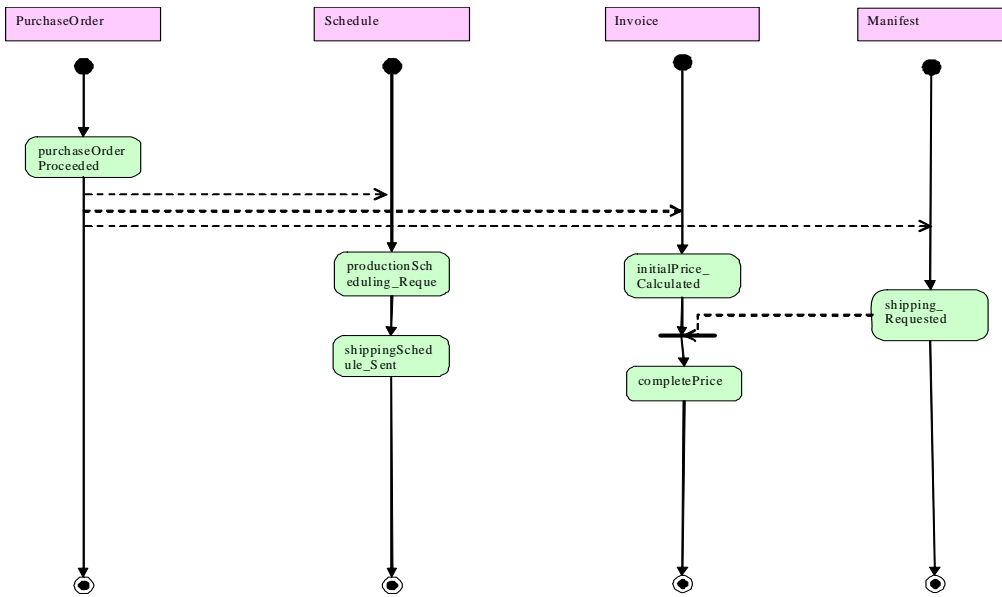 PurchaseOrder
Schedule
Invoice
Manifest
purchaseOrder
Proceeded
productionSch
eduling_Reque
initialPrice_
Calculated
shipping_
Requested
shippingSched
ule_Sent
completePrice